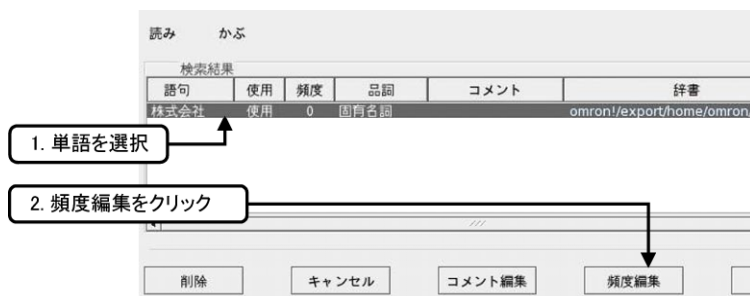 読み かぶ
検索結果
語句 使用 頻度 品詞 コメント 辞書
株式会社 使用 0 固有名詞 omron!/export/home/omron/
1. 単語を選択
2. 頻度編集をクリック
削除 キャンセル コメント編集 頻度編集